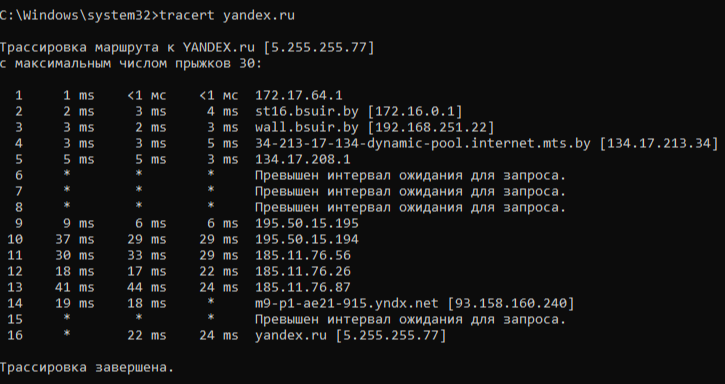 C:\Windows\system32>tracert yandex.ru
Трассировка маршрута к YANDEX.ru [5.255.255.77]
с максимальным числом прыжков 30:
1 1 ms <1 мс <1 мс 172.17.64.1
2 2 ms 3 ms 4 ms st16.bsuir.by [172.16.0.1]
3 3 ms 2 ms 3 ms wall.bsuir.by [192.168.251.22]
4 3 ms 3 ms 5 ms 34-213-17-134-dynamic-pool.internet.mts.by [134.17.213.34]
5 5 ms 5 ms 3 ms 134.17.208.1
6 * * * Превышен интервал ожидания для запроса.
7 * * * Превышен интервал ожидания для запроса.
8 * * * Превышен интервал ожидания для запроса.
9 9 ms 6 ms 6 ms 195.50.15.195
10 37 ms 29 ms 29 ms 195.50.15.194
11 30 ms 33 ms 29 ms 185.11.76.56
12 18 ms 17 ms 22 ms 185.11.76.26
13 41 ms 44 ms 24 ms 185.11.76.87
14 19 ms 18 ms * m9-p1-ae21-915.yndx.net [93.158.160.240]
15 * * * Превышен интервал ожидания для запроса.
16 * 22 ms 24 ms yandex.ru [5.255.255.77]
Трассировка завершена.